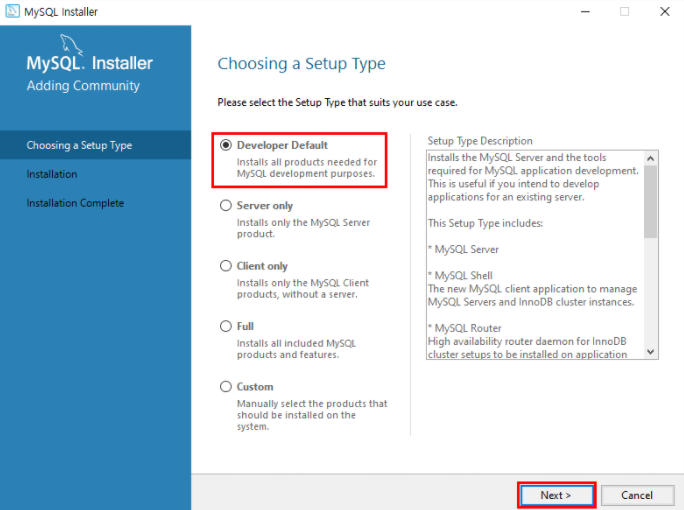 MySQL Installer
MySQL. Installer
Adding Community
Choosing a Setup Type
Installation
Installation Complete
Choosing a Setup Type
Please select the Setup Type that suits your use case.
Developer Default
Installs all products needed for
MySQL development purposes.
Server only
Installs only the MySQL Server
product.
Client only
Installs only the MySQL Client
products, without a server.
Full
Installs all included MySQL
products and features.
Custom
Manually select the products that
should be installed on the
system.
Setup Type Description
Installs the MySQL Server and the tools
required for MySQL application development.
This is useful if you intend to develop
applications for an existing server.
This Setup Type includes:
* MySQL Server
* MySQL Shell
The new MySQL client application to manage
MySQL Servers and InnoDB cluster instances.
* MySQL Router
High availability router daemon for InnoDB
cluster setups to be installed on application
Next >
Cancel